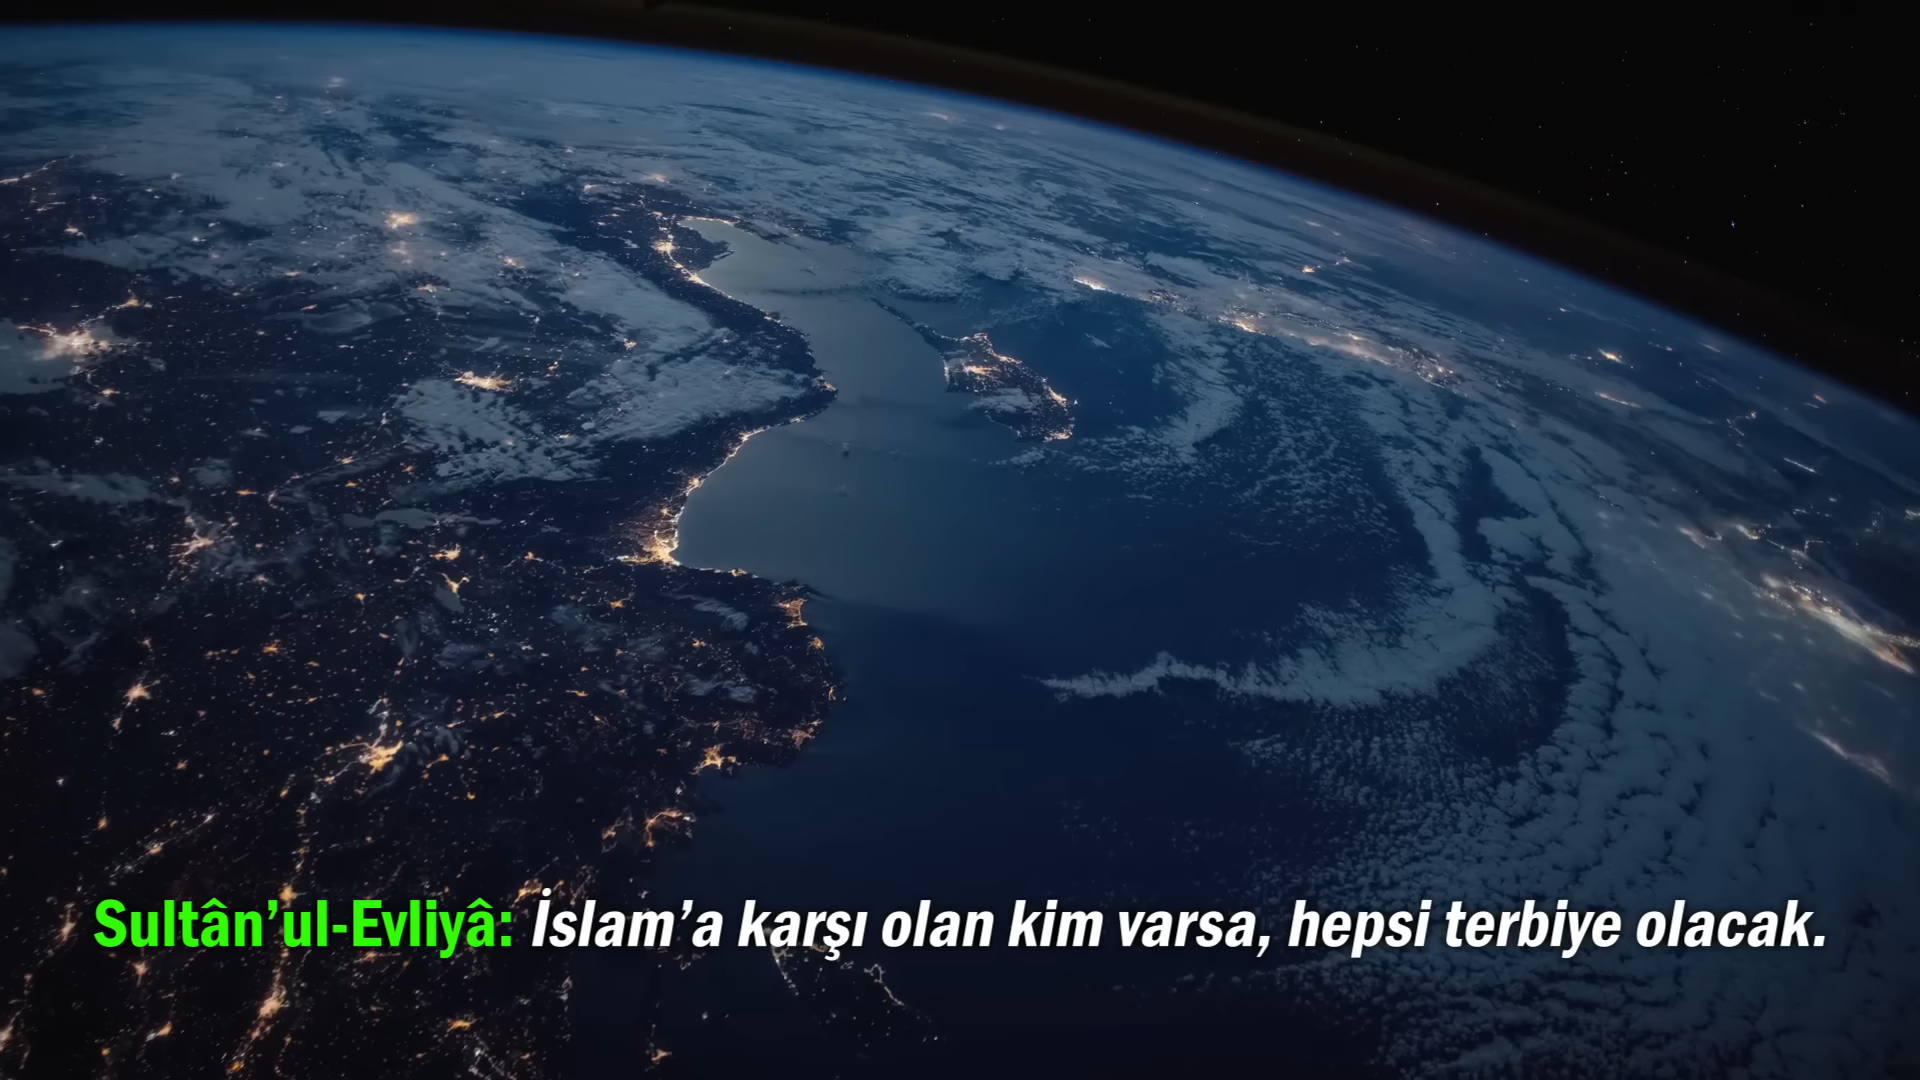 Sultân’ul-Evliyâ: İslam’a karşı olan kim varsa, hepsi terbiye olacak.